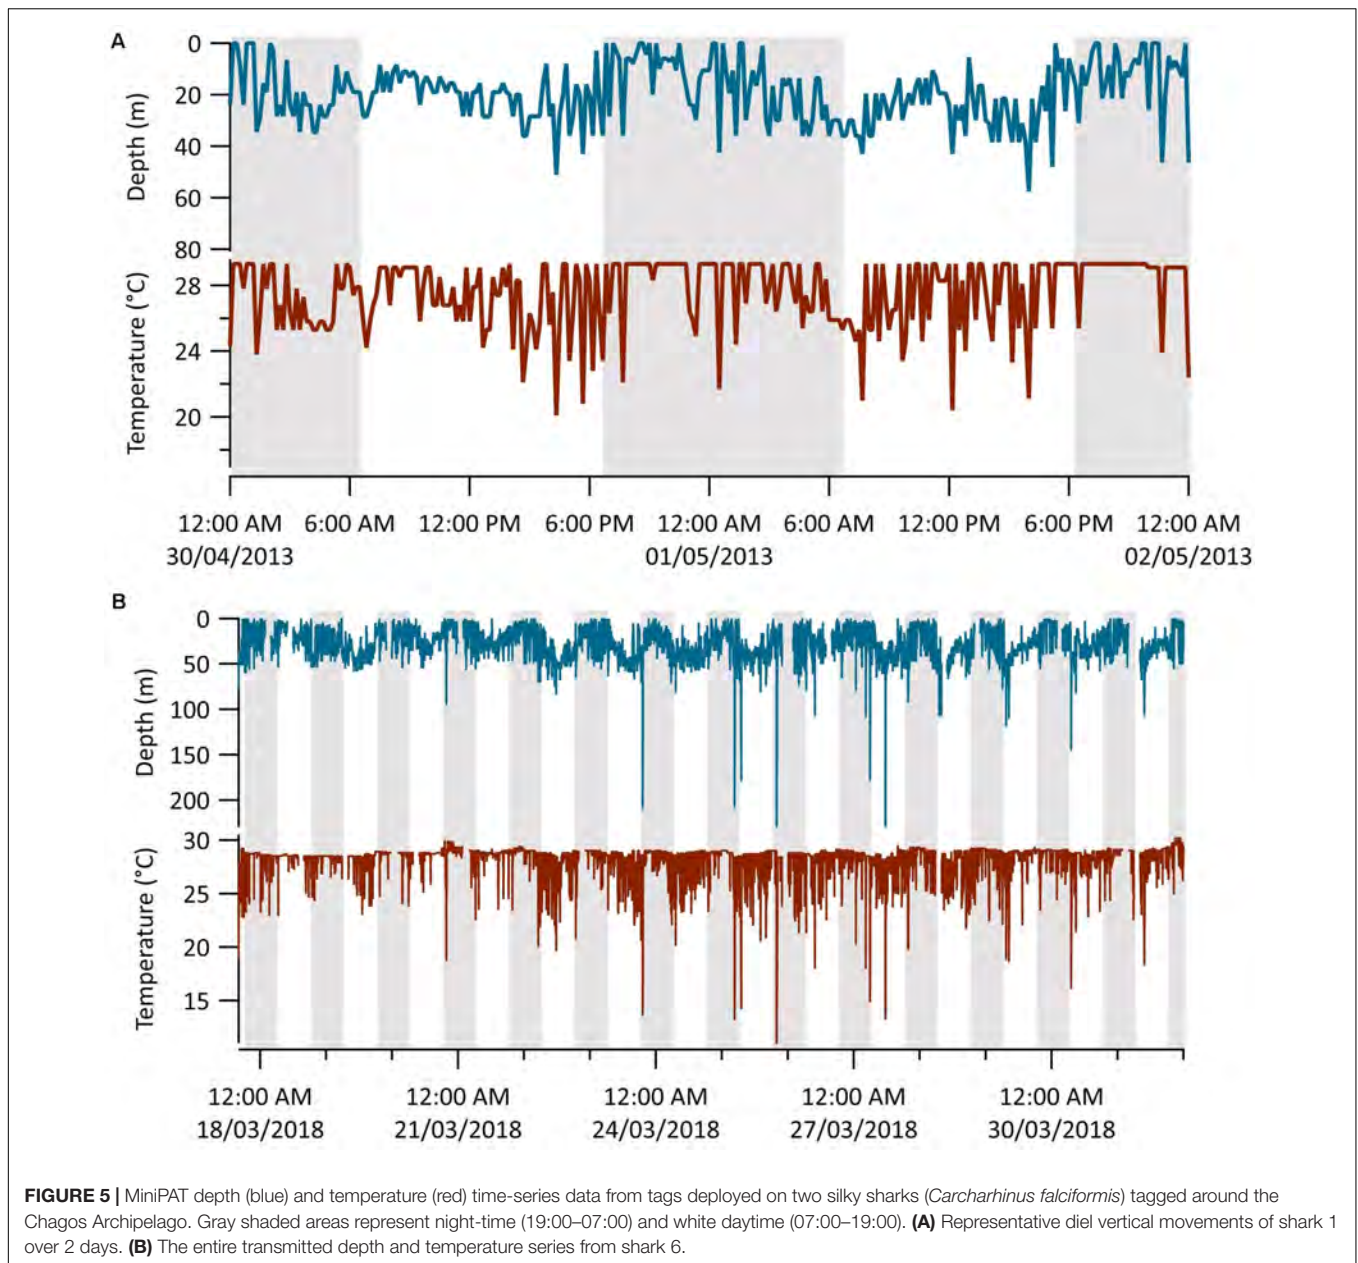 A
0
20
40
60
80
Depth (m)
28
24
20
Temperature (°C)
12:00 AM 6:00 AM 12:00 PM 6:00 PM 12:00 AM 6:00 AM 12:00 PM 6:00 PM 12:00 AM
30/04/2013 01/05/2013 02/05/2013
B
0
50
100
150
200
Depth (m)
30
25
20
15
Temperature (°C)
12:00 AM 12:00 AM 12:00 AM 12:00 AM 12:00 AM
18/03/2018 21/03/2018 24/03/2018 27/03/2018 30/03/2018
FIGURE 5 | MiniPAT depth (blue) and temperature (red) time-series data from tags deployed on two silky sharks (Carcharhinus falciformis) tagged around the
Chagos Archipelago. Gray shaded areas represent night-time (19:00–07:00) and white daytime (07:00–19:00). (A) Representative diel vertical movements of shark 1
over 2 days. (B) The entire transmitted depth and temperature series from shark 6.